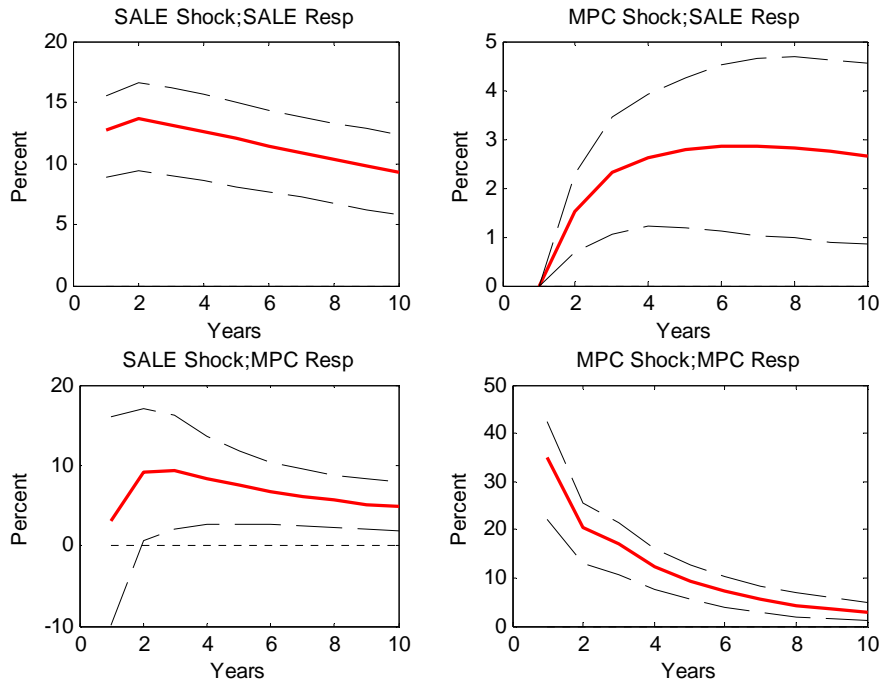 SALE Shock;SALE Resp
20
15
10
5
0
Percent
0 2 4 6 8 10
Years
MPC Shock;SALE Resp
5
4
3
2
1
0
Percent
0 2 4 6 8 10
Years
SALE Shock;MPC Resp
20
10
0
-10
Percent
0 2 4 6 8 10
Years
MPC Shock;MPC Resp
50
40
30
20
10
0
Percent
0 2 4 6 8 10
Years